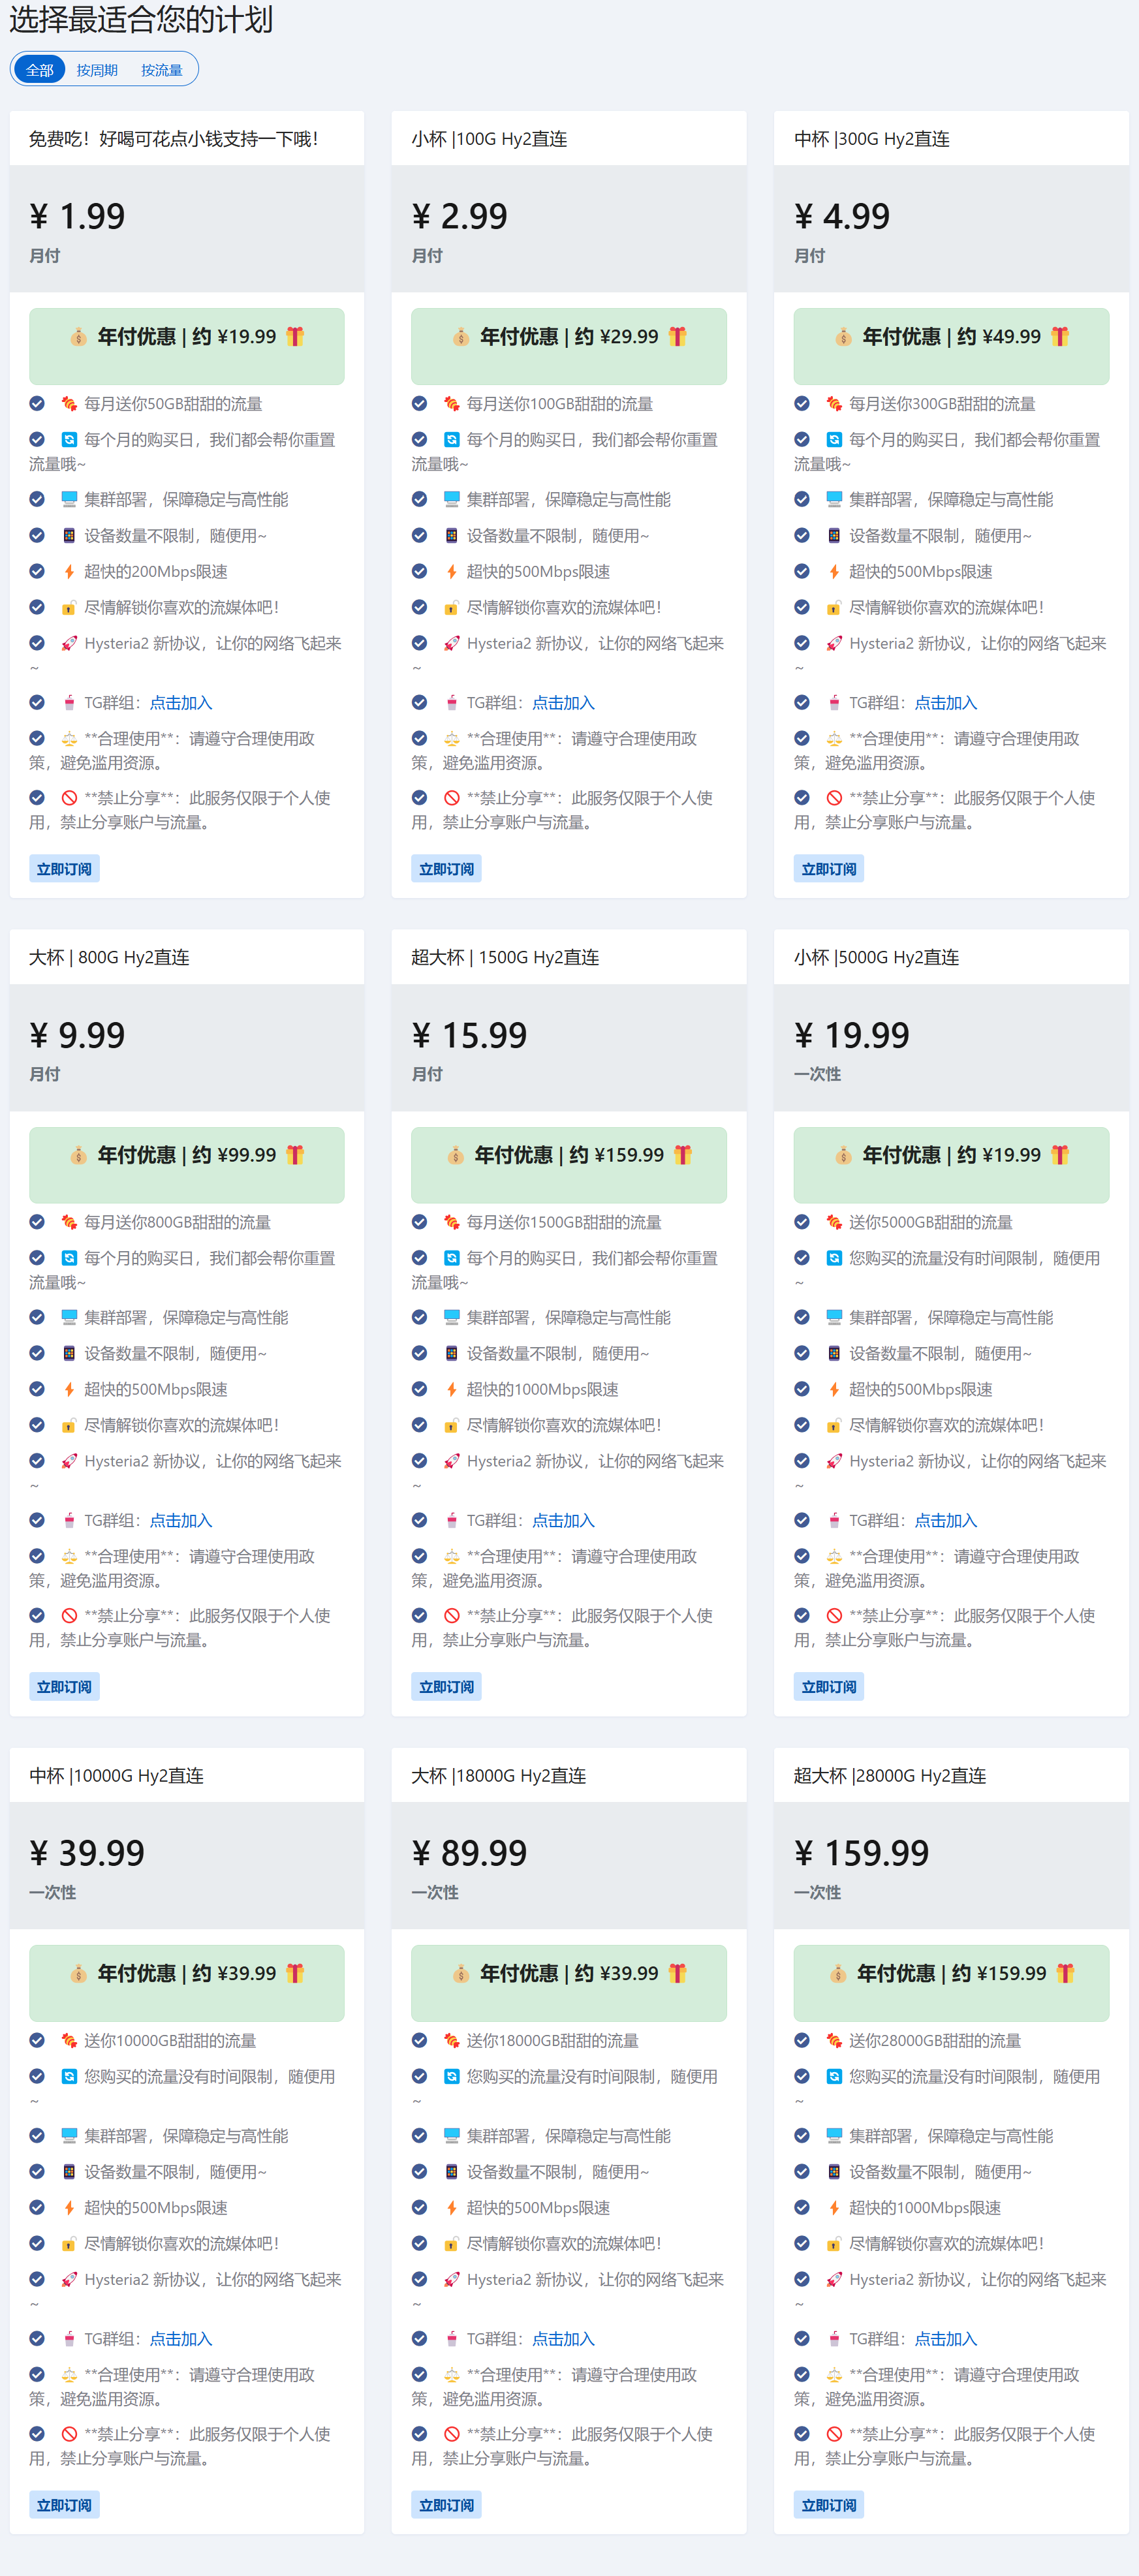 选择最适合您的计划
全部 按周期 按流量
免费吃！好喝可花点小钱支持一下哦！
¥ 1.99
月付
💰 年付优惠 | 约 ¥19.99 🎁
🍬 每月送你50GB甜甜的流量
🔄 每个月的购买日，我们都会帮你重置
流量哦~
🖥️ 集群部署，保障稳定与高性能
📱 设备数量不限制，随便用~
⚡ 超快的200Mbps限速
🔓 尽情解锁你喜欢的流媒体吧！
🚀 Hysteria2 新协议，让你的网络飞起来
~
🥤 TG群组：点击加入
⚖️ **合理使用**：请遵守合理使用政
策，避免滥用资源。
🚫 **禁止分享**：此服务仅限于个人使
用，禁止分享账户与流量。
立即订阅
小杯 |100G Hy2直连
¥ 2.99
月付
💰 年付优惠 | 约 ¥29.99 🎁
🍬 每月送你100GB甜甜的流量
🔄 每个月的购买日，我们都会帮你重置
流量哦~
🖥️ 集群部署，保障稳定与高性能
📱 设备数量不限制，随便用~
⚡ 超快的500Mbps限速
🔓 尽情解锁你喜欢的流媒体吧！
🚀 Hysteria2 新协议，让你的网络飞起来
~
🥤 TG群组：点击加入
⚖️ **合理使用**：请遵守合理使用政
策，避免滥用资源。
🚫 **禁止分享**：此服务仅限于个人使
用，禁止分享账户与流量。
立即订阅
中杯 |300G Hy2直连
¥ 4.99
月付
💰 年付优惠 | 约 ¥49.99 🎁
🍬 每月送你300GB甜甜的流量
🔄 每个月的购买日，我们都会帮你重置
流量哦~
🖥️ 集群部署，保障稳定与高性能
📱 设备数量不限制，随便用~
⚡ 超快的500Mbps限速
🔓 尽情解锁你喜欢的流媒体吧！
🚀 Hysteria2 新协议，让你的网络飞起来
~
🥤 TG群组：点击加入
⚖️ **合理使用**：请遵守合理使用政
策，避免滥用资源。
🚫 **禁止分享**：此服务仅限于个人使
用，禁止分享账户与流量。
立即订阅
大杯 | 800G Hy2直连
¥ 9.99
月付
💰 年付优惠 | 约 ¥99.99 🎁
🍬 每月送你800GB甜甜的流量
🔄 每个月的购买日，我们都会帮你重置
流量哦~
🖥️ 集群部署，保障稳定与高性能
📱 设备数量不限制，随便用~
⚡ 超快的500Mbps限速
🔓 尽情解锁你喜欢的流媒体吧！
🚀 Hysteria2 新协议，让你的网络飞起来
~
🥤 TG群组：点击加入
⚖️ **合理使用**：请遵守合理使用政
策，避免滥用资源。
🚫 **禁止分享**：此服务仅限于个人使
用，禁止分享账户与流量。
立即订阅
超大杯 | 1500G Hy2直连
¥ 15.99
月付
💰 年付优惠 | 约 ¥159.99 🎁
🍬 每月送你1500GB甜甜的流量
🔄 每个月的购买日，我们都会帮你重置
流量哦~
🖥️ 集群部署，保障稳定与高性能
📱 设备数量不限制，随便用~
⚡ 超快的1000Mbps限速
🔓 尽情解锁你喜欢的流媒体吧！
🚀 Hysteria2 新协议，让你的网络飞起来
~
🥤 TG群组：点击加入
⚖️ **合理使用**：请遵守合理使用政
策，避免滥用资源。
🚫 **禁止分享**：此服务仅限于个人使
用，禁止分享账户与流量。
立即订阅
小杯 |5000G Hy2直连
¥ 19.99
一次性
💰 年付优惠 | 约 ¥19.99 🎁
🍬 送你5000GB甜甜的流量
🔄 您购买的流量没有时间限制，随便用
~
🖥️ 集群部署，保障稳定与高性能
📱 设备数量不限制，随便用~
⚡ 超快的500Mbps限速
🔓 尽情解锁你喜欢的流媒体吧！
🚀 Hysteria2 新协议，让你的网络飞起来
~
🥤 TG群组：点击加入
⚖️ **合理使用**：请遵守合理使用政
策，避免滥用资源。
🚫 **禁止分享**：此服务仅限于个人使
用，禁止分享账户与流量。
立即订阅
中杯 |10000G Hy2直连
¥ 39.99
一次性
💰 年付优惠 | 约 ¥39.99 🎁
🍬 送你10000GB甜甜的流量
🔄 您购买的流量没有时间限制，随便用
~
🖥️ 集群部署，保障稳定与高性能
📱 设备数量不限制，随便用~
⚡ 超快的500Mbps限速
🔓 尽情解锁你喜欢的流媒体吧！
🚀 Hysteria2 新协议，让你的网络飞起来
~
🥤 TG群组：点击加入
⚖️ **合理使用**：请遵守合理使用政
策，避免滥用资源。
🚫 **禁止分享**：此服务仅限于个人使
用，禁止分享账户与流量。
立即订阅
大杯 |18000G Hy2直连
¥ 89.99
一次性
💰 年付优惠 | 约 ¥39.99 🎁
🍬 送你18000GB甜甜的流量
🔄 您购买的流量没有时间限制，随便用
~
🖥️ 集群部署，保障稳定与高性能
📱 设备数量不限制，随便用~
⚡ 超快的500Mbps限速
🔓 尽情解锁你喜欢的流媒体吧！
🚀 Hysteria2 新协议，让你的网络飞起来
~
🥤 TG群组：点击加入
⚖️ **合理使用**：请遵守合理使用政
策，避免滥用资源。
🚫 **禁止分享**：此服务仅限于个人使
用，禁止分享账户与流量。
立即订阅
超大杯 |28000G Hy2直连
¥ 159.99
一次性
💰 年付优惠 | 约 ¥159.99 🎁
🍬 送你28000GB甜甜的流量
🔄 您购买的流量没有时间限制，随便用
~
🖥️ 集群部署，保障稳定与高性能
📱 设备数量不限制，随便用~
⚡ 超快的1000Mbps限速
🔓 尽情解锁你喜欢的流媒体吧！
🚀 Hysteria2 新协议，让你的网络飞起来
~
🥤 TG群组：点击加入
⚖️ **合理使用**：请遵守合理使用政
策，避免滥用资源。
🚫 **禁止分享**：此服务仅限于个人使
用，禁止分享账户与流量。
立即订阅